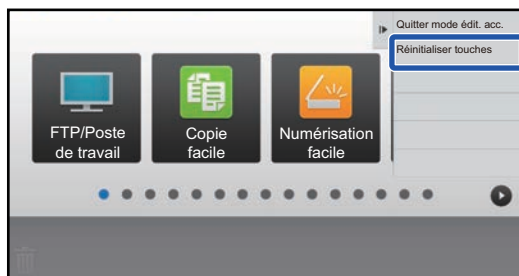 Quitter mode édit. acc.
Réinitialiser touches
FTP/Poste
de travail
Copie
facile
Numérisation
facile